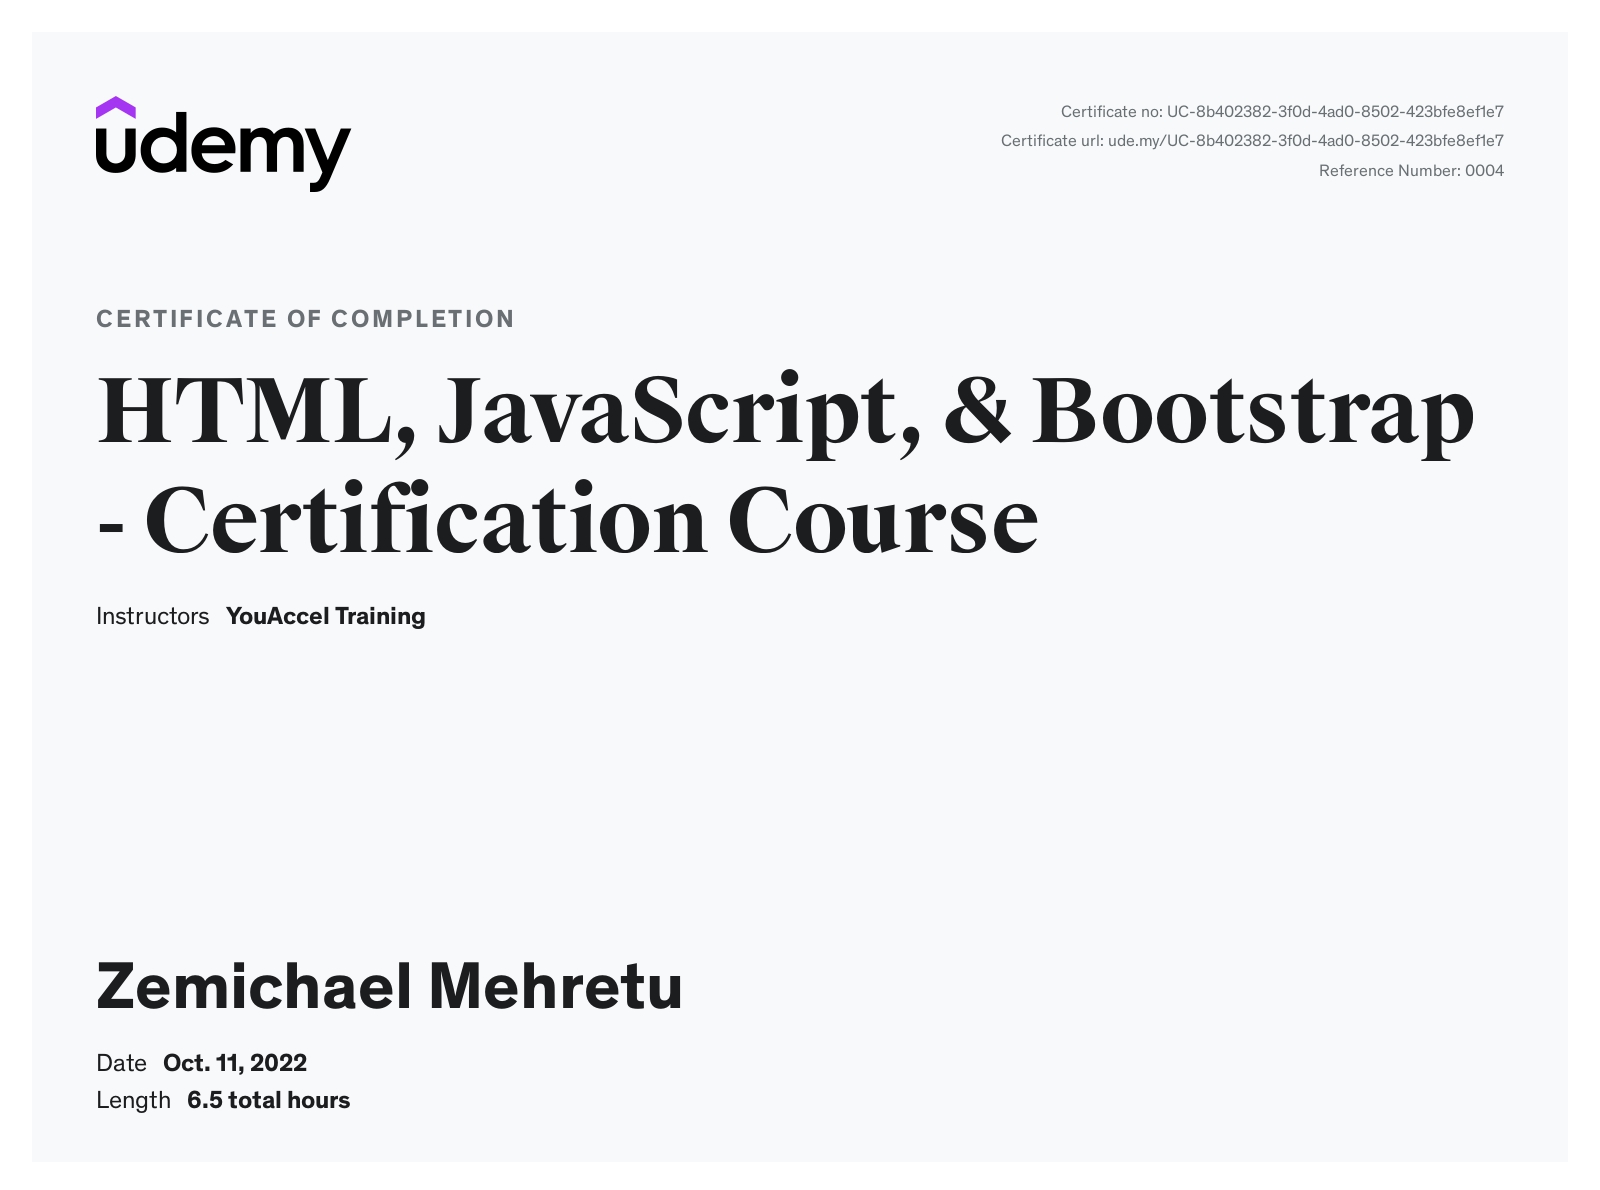 udemy
Certificate no: UC-8b402382-3f0d-4ad0-8502-423bfe8ef1e7
Certificate url: ude.my/UC-8b402382-3f0d-4ad0-8502-423bfe8ef1e7
Reference Number: 0004
CERTIFICATE OF COMPLETION
HTML, JavaScript, & Bootstrap
- Certification Course
Instructors YouAccel Training
Zemichael Mehretu
Date Oct. 11, 2022
Length 6.5 total hours